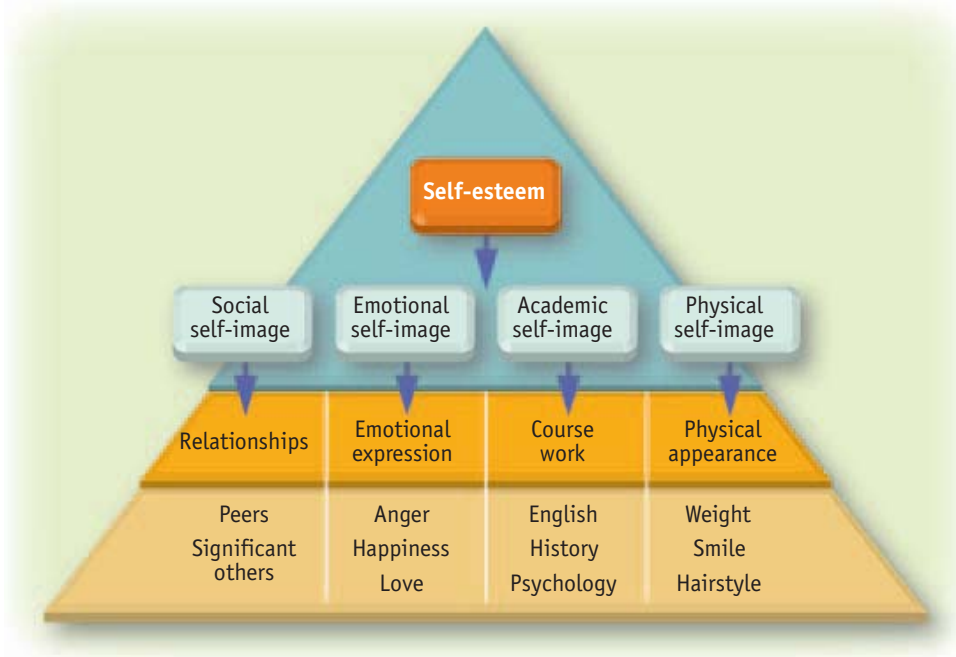 Self-esteem
Social
self-image
Emotional
self-image
Academic
self-image
Physical
self-image
Relationships
Emotional
expression
Course
work
Physical
appearance
Peers
Significant
others
Anger
Happiness
Love
English
History
Psychology
Weight
Smile
Hairstyle